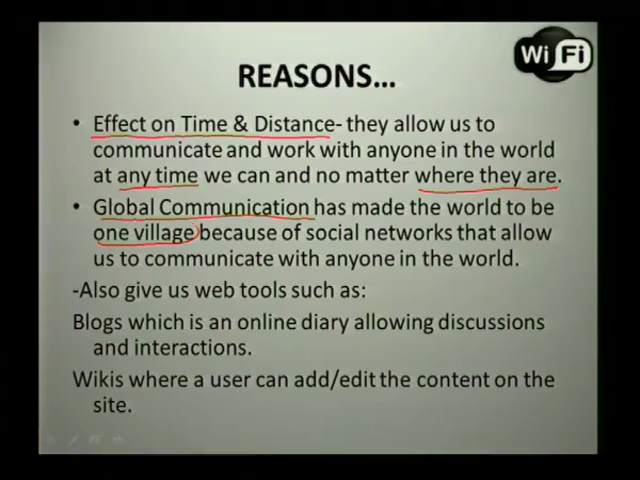 Wi Fi
REASONS...
• Effect on Time & Distance- they allow us to
communicate and work with anyone in the world
at any time we can and no matter where they are.
• Global Communication has made the world to be
one village because of social networks that allow
us to communicate with anyone in the world.
-Also give us web tools such as:
Blogs which is an online diary allowing discussions
and interactions.
Wikis where a user can add/edit the content on the
site.